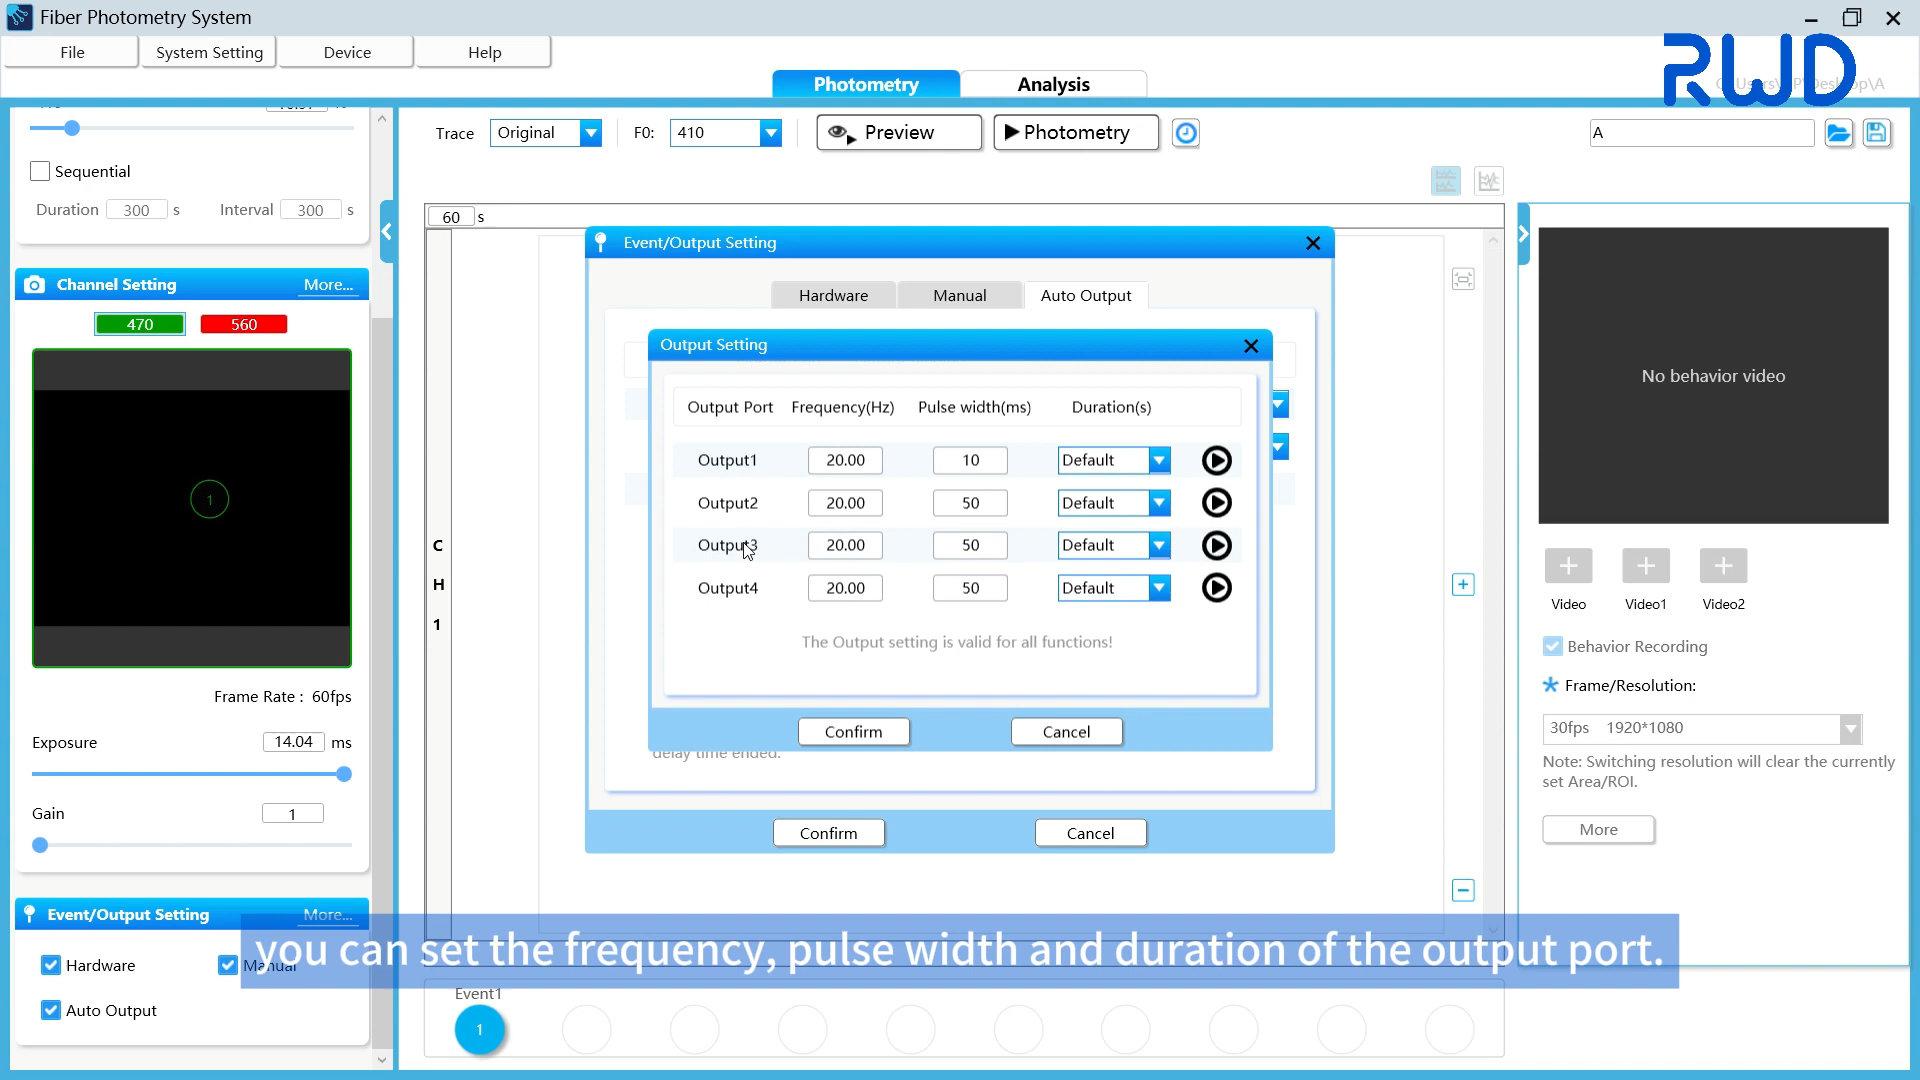 Fiber Photometry System
File System Setting Device Help
RWD
Photometry Analysis
Trace Original F0: 410 Preview Photometry A
Sequential
Duration 300 s Interval 300 s
60 s
Channel Setting More...
470 560
1
Frame Rate : 60fps
Exposure 14.04 ms
Gain 1
Event/Output Setting More...
Hardware Manual
Auto Output
C
H
1
Event/Output Setting
Hardware Manual Auto Output
Output Setting
Output Port Frequency(Hz) Pulse width(ms) Duration(s)
Output1 20.00 10 Default
Output2 20.00 50 Default
Output3 20.00 50 Default
Output4 20.00 50 Default
The Output setting is valid for all functions!
Confirm Cancel
delay time ended.
Confirm Cancel
No behavior video
Video Video1 Video2
Behavior Recording
Frame/Resolution:
30fps 1920*1080
Note: Switching resolution will clear the currently
set Area/ROI.
More
you can set the frequency, pulse width and duration of the output port.
Event1
1